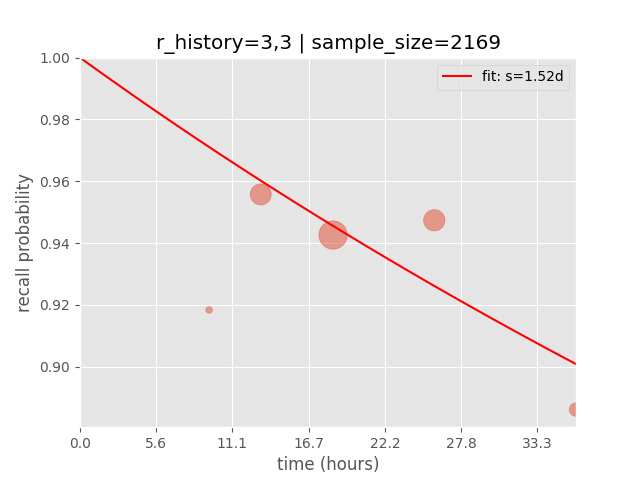 r_history=3,3 | sample_size=2169
fit: s=1.52d
1.00
0.98
0.96
0.94
0.92
0.90
recall probability
0.0 5.6 11.1 16.7 22.2 27.8 33.3
time (hours)